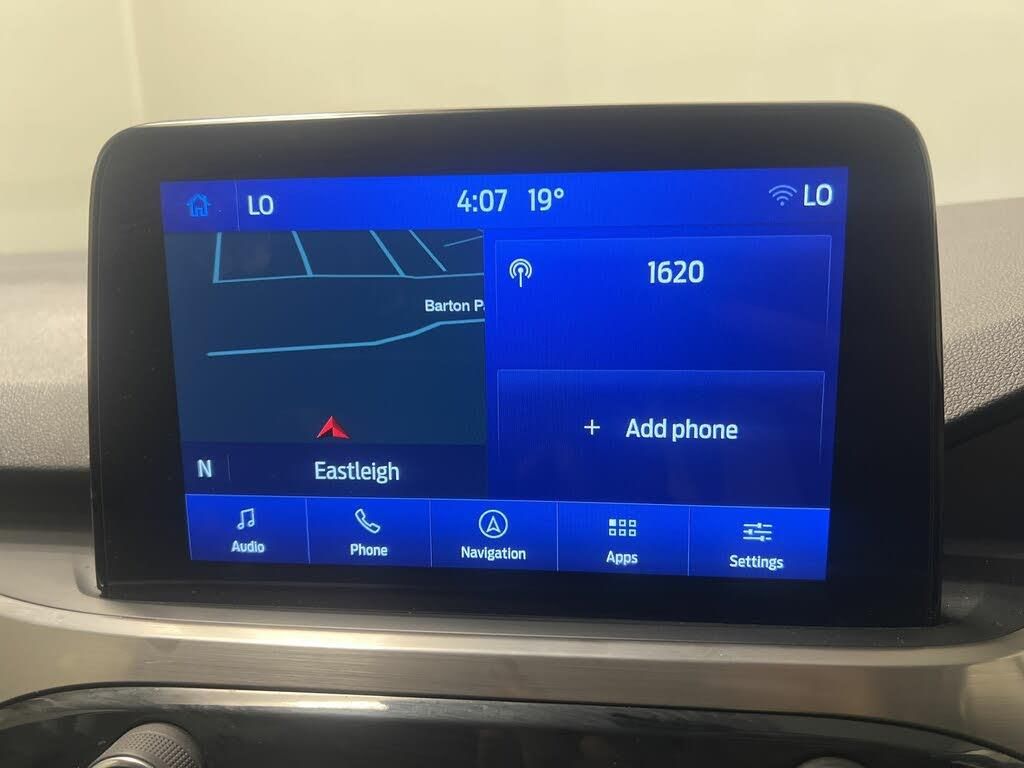 LO
4:07 19°
LO
Barton P
1620
Add phone
N
Eastleigh
Audio
Phone
Navigation
Apps
Settings